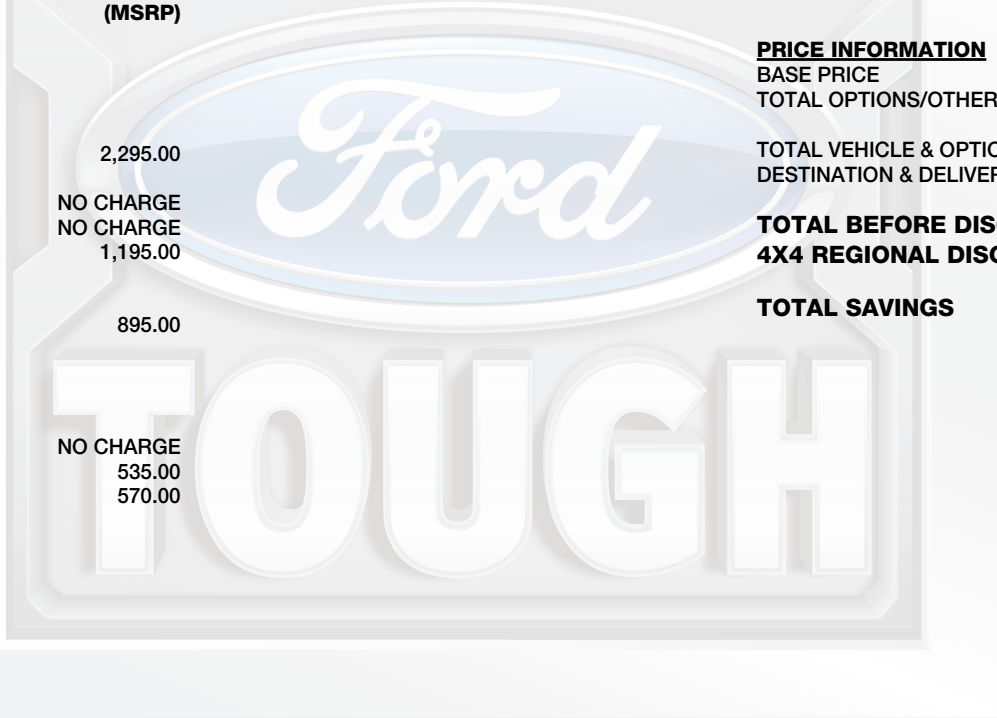 (MSRP)
2,295.00
NO CHARGE
NO CHARGE
1,195.00
895.00
NO CHARGE
535.00
570.00
PRICE INFORMATION
BASE PRICE
TOTAL OPTIONS/OTHER
TOTAL VEHICLE & OPTIO
DESTINATION & DELIVER
TOTAL BEFORE DISC
4X4 REGIONAL DISC
TOTAL SAVINGS
Ford
TOUGH